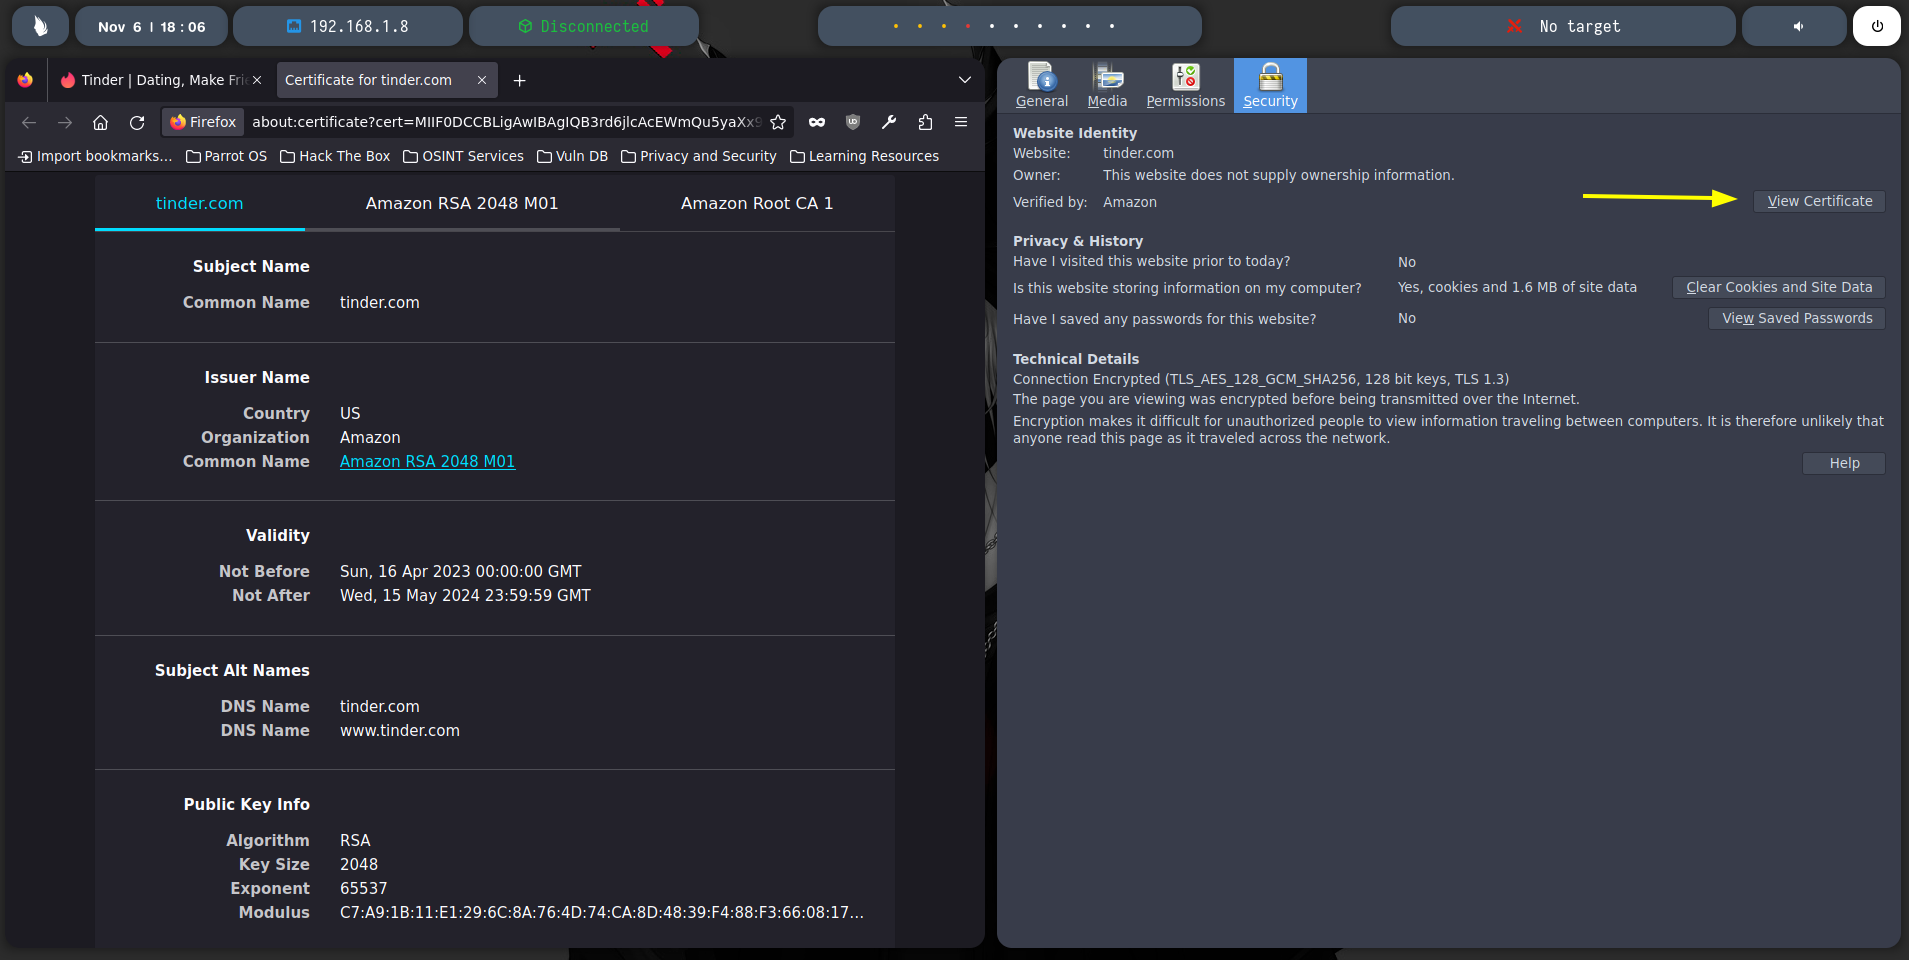 Nov 6 | 18 : 06
192.168.1.8
Disconnected
No target
Tinder | Dating, Make Frie
Certificate for tinder.com
Firefox
about:certificate?cert=MIIF0DCCBLigAwIBAgIQB3rd6jlcAcEWmQu5yaXx9
Import bookmarks...
Parrot OS
Hack The Box
OSINT Services
Vuln DB
Privacy and Security
Learning Resources
tinder.com
Amazon RSA 2048 M01
Amazon Root CA 1
Subject Name
Common Name tinder.com
Issuer Name
Country US
Organization Amazon
Common Name Amazon RSA 2048 M01
Validity
Not Before Sun, 16 Apr 2023 00:00:00 GMT
Not After Wed, 15 May 2024 23:59:59 GMT
Subject Alt Names
DNS Name tinder.com
DNS Name www.tinder.com
Public Key Info
Algorithm RSA
Key Size 2048
Exponent 65537
Modulus C7:A9:1B:11:E1:29:6C:8A:76:4D:74:CA:8D:48:39:F4:88:F3:66:08:17...
General
Media
Permissions
Security
Website Identity
Website: tinder.com
Owner: This website does not supply ownership information.
Verified by: Amazon
View Certificate
Privacy & History
Have I visited this website prior to today? No
Is this website storing information on my computer? Yes, cookies and 1.6 MB of site data
Clear Cookies and Site Data
Have I saved any passwords for this website? No
View Saved Passwords
Technical Details
Connection Encrypted (TLS_AES_128_GCM_SHA256, 128 bit keys, TLS 1.3)
The page you are viewing was encrypted before being transmitted over the Internet.
Encryption makes it difficult for unauthorized people to view information traveling between computers. It is therefore unlikely that
anyone read this page as it traveled across the network.
Help